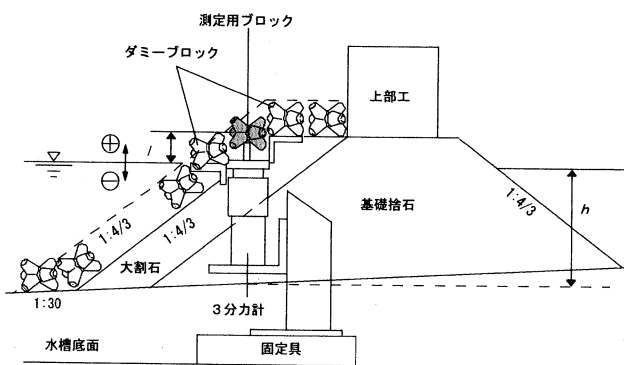 測定用ブロック
ダミーブロック
上部工
⊕
l
⊖
1:4/3
1:4/3
大割石
基礎捨石
1:4/3
h
1:30
3分力計
水槽底面
固定具